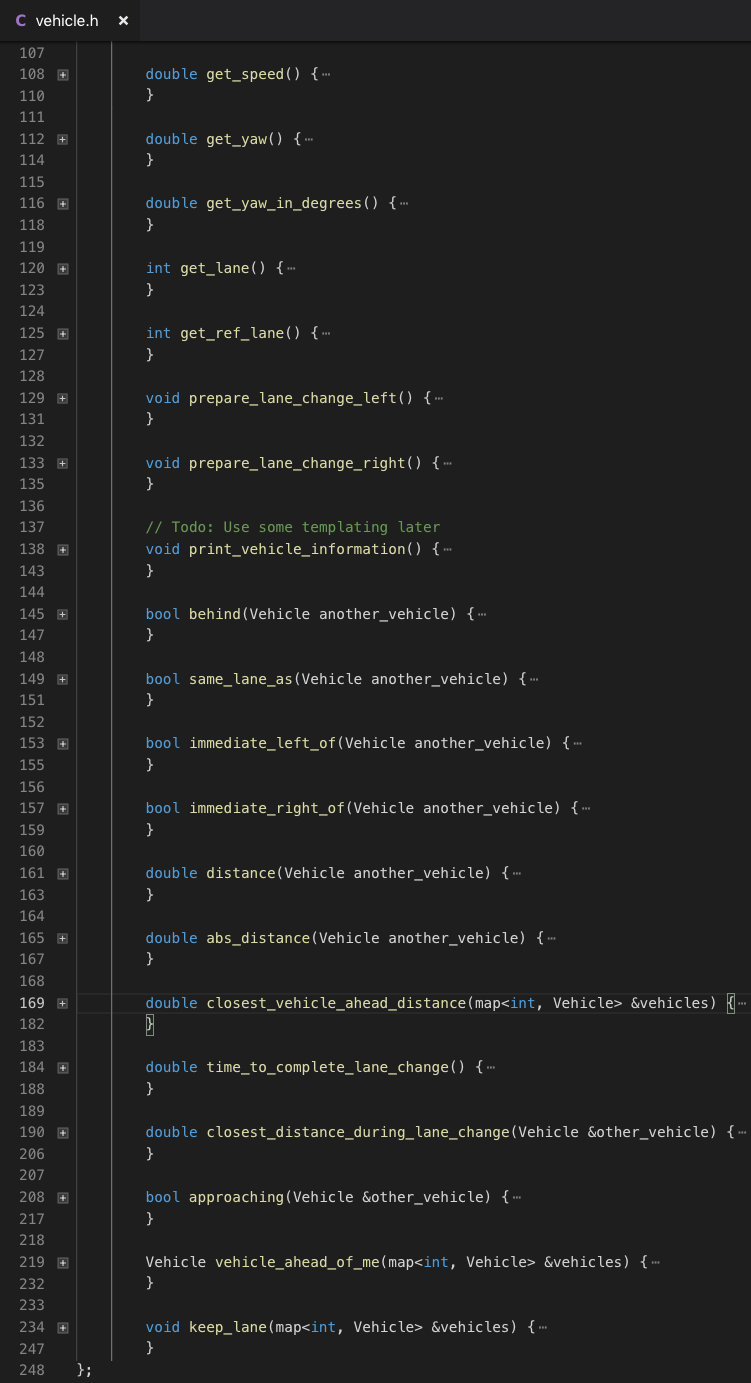 C vehicle.h ×
107
108 double get_speed() {⋯
110 }
111
112 double get_yaw() {⋯
114 }
115
116 double get_yaw_in_degrees() {⋯
118 }
119
120 int get_lane() {⋯
123 }
124
125 int get_ref_lane() {⋯
127 }
128
129 void prepare_lane_change_left() {⋯
131 }
132
133 void prepare_lane_change_right() {⋯
135 }
136
137 // Todo: Use some templating later
138 void print_vehicle_information() {⋯
143 }
144
145 bool behind(Vehicle another_vehicle) {⋯
147 }
148
149 bool same_lane_as(Vehicle another_vehicle) {⋯
151 }
152
153 bool immediate_left_of(Vehicle another_vehicle) {⋯
155 }
156
157 bool immediate_right_of(Vehicle another_vehicle) {⋯
159 }
160
161 double distance(Vehicle another_vehicle) {⋯
163 }
164
165 double abs_distance(Vehicle another_vehicle) {⋯
167 }
168
169 double closest_vehicle_ahead_distance(map<int, Vehicle> &vehicles) {⋯
182 }
183
184 double time_to_complete_lane_change() {⋯
188 }
189
190 double closest_distance_during_lane_change(Vehicle &other_vehicle) {⋯
206 }
207
208 bool approaching(Vehicle &other_vehicle) {⋯
217 }
218
219 Vehicle vehicle_ahead_of_me(map<int, Vehicle> &vehicles) {⋯
232 }
233
234 void keep_lane(map<int, Vehicle> &vehicles) {⋯
247 }
248 };